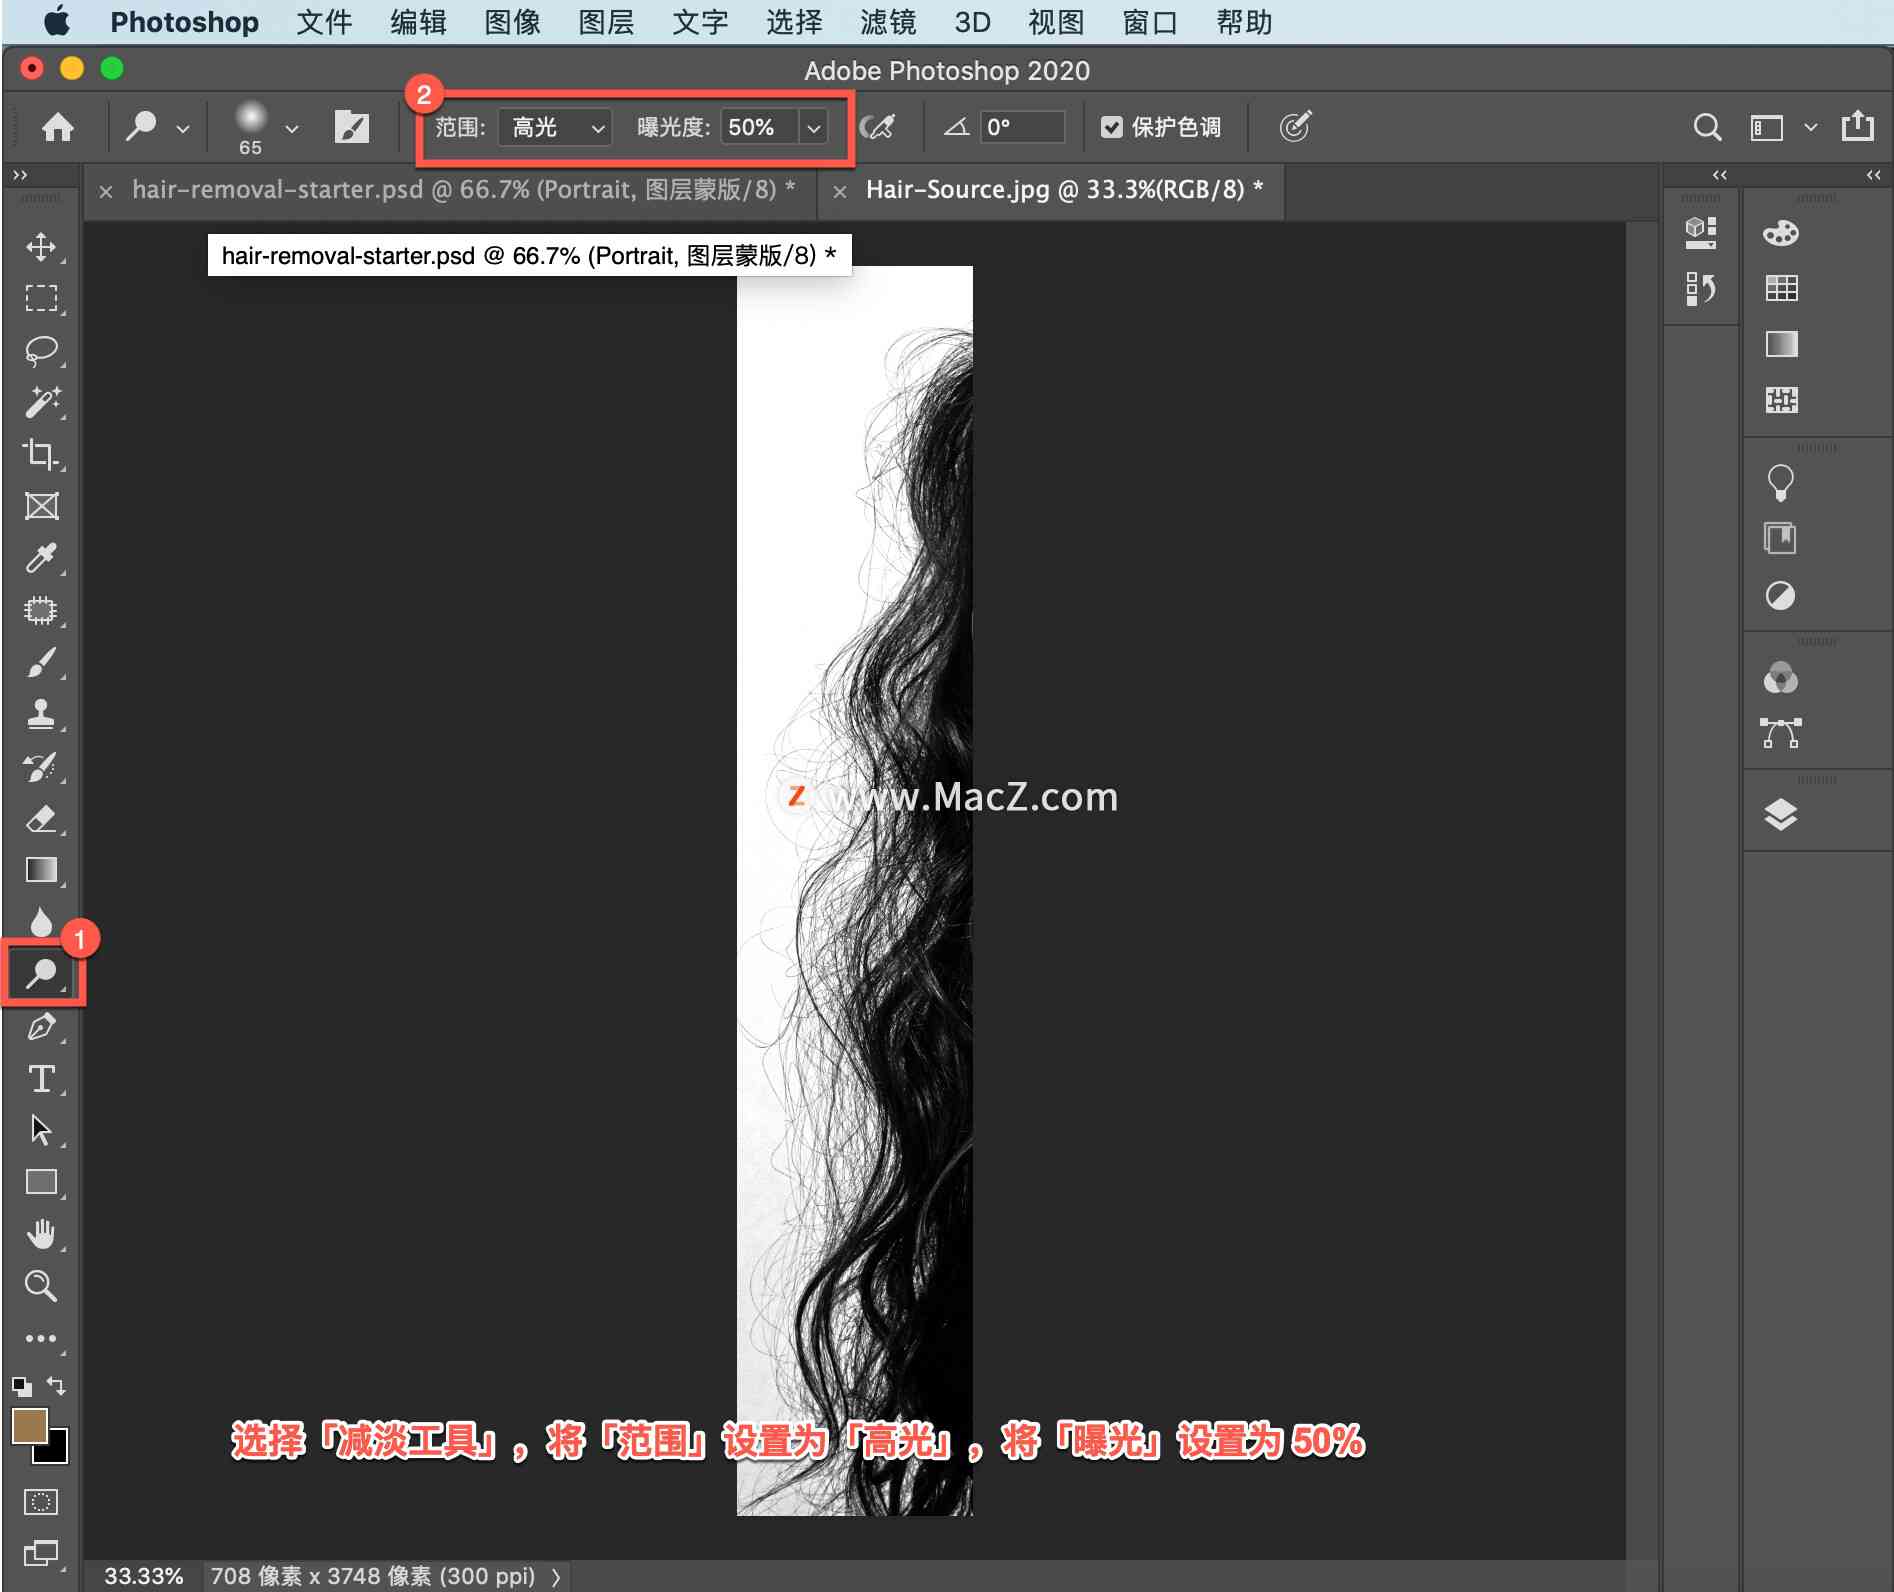 Photoshop 文件 编辑 图像 图层 文字 选择 滤镜 3D 视图 窗口 帮助
Adobe Photoshop 2020
2
65 范围: 高光 曝光度: 50% 0° 保护色调
× hair-removal-starter.psd @ 66.7% (Portrait, 图层蒙版/8) * × Hair-Source.jpg @ 33.3%(RGB/8) *
hair-removal-starter.psd @ 66.7% (Portrait, 图层蒙版/8) *
Z www.MacZ.com
1
选择「减淡工具」，将「范围」设置为「高光」，将「曝光」设置为 50%
33.33% 708 像素 x 3748 像素 (300 ppi)